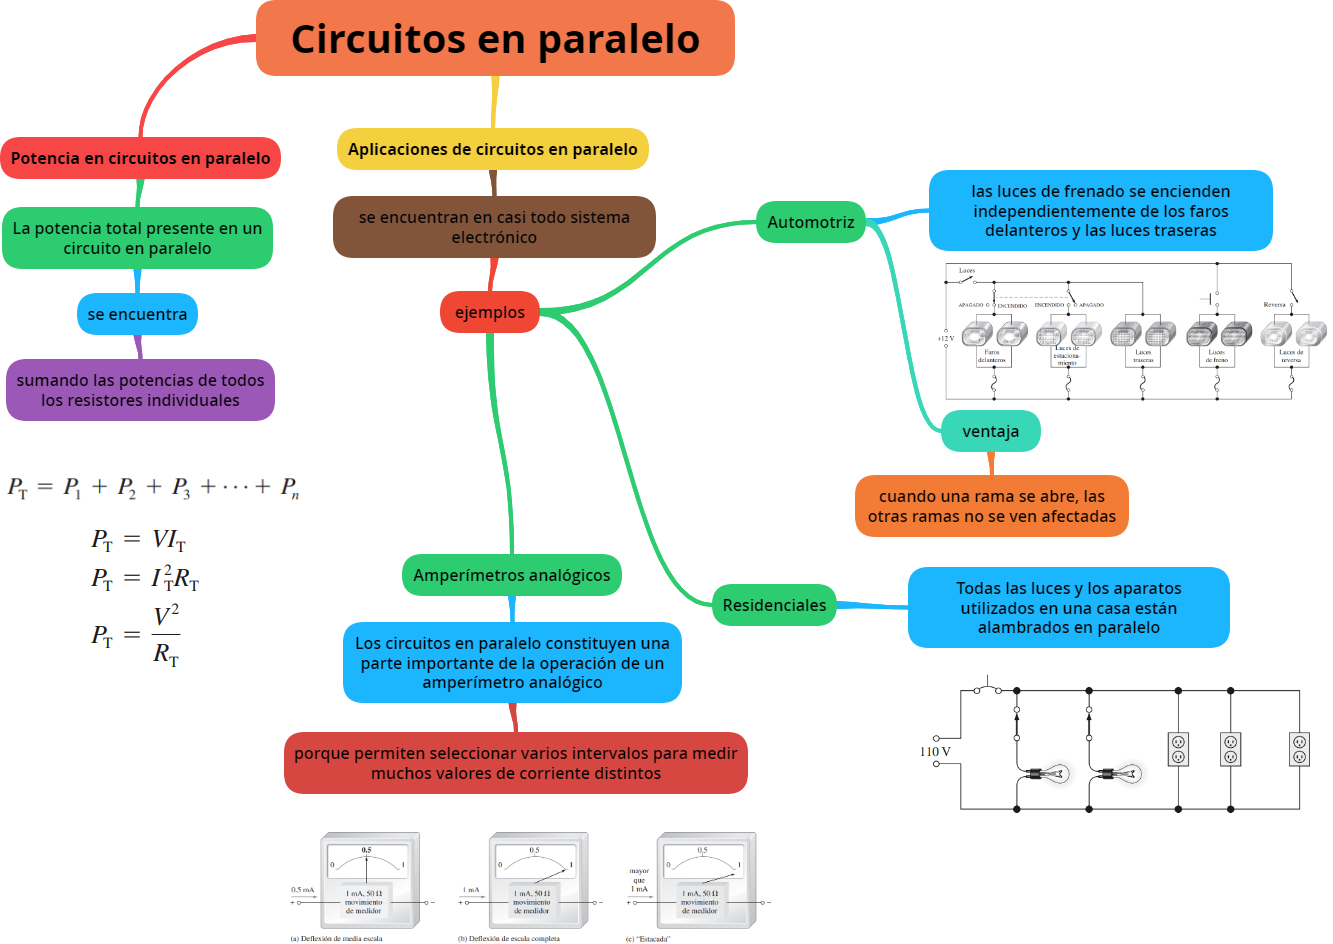 Circuitos en paralelo
Potencia en circuitos en paralelo
La potencia total presente en un
circuito en paralelo
se encuentra
sumando las potencias de todos
los resistores individuales
P_T = P_1 + P_2 + P_3 + ··· + P_n
P_T = VI_T
P_T = I_T^2 R_T
P_T = V^2 / R_T
Aplicaciones de circuitos en paralelo
se encuentran en casi todo sistema
electrónico
ejemplos
Automotriz
las luces de frenado se encienden
independientemente de los faros
delanteros y las luces traseras
Luces
APAGADO
ENCENDIDO
ENCENDIDO
APAGADO
Reversa
+12 V
Faros
delanteros
Luces de
estaciona-
miento
Luces
traseras
Luces
de freno
Luces de
reversa
ventaja
cuando una rama se abre, las
otras ramas no se ven afectadas
Residenciales
Todas las luces y los aparatos
utilizados en una casa están
alambrados en paralelo
110 V
Amperímetros analógicos
Los circuitos en paralelo constituyen una
parte importante de la operación de un
amperímetro analógico
porque permiten seleccionar varios intervalos para medir
muchos valores de corriente distintos
0.5
0
1
0.5 mA
+
1 mA, 50 Ω
movimiento
de medidor
–
(a) Deflexión de media escala
0.5
0
1
1 mA
+
1 mA, 50 Ω
movimiento
de medidor
–
(b) Deflexión de escala completa
0.5
0
1
mayor
que
1 mA
+
1 mA, 50 Ω
movimiento
de medidor
–
(c) "Estacada"